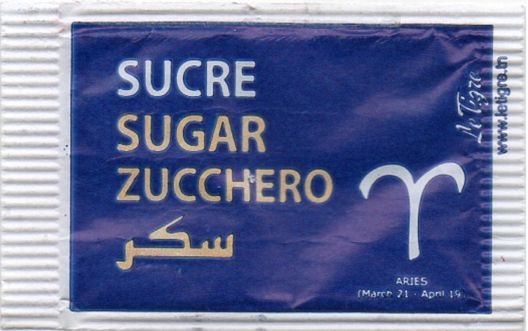 SUCRE
SUGAR
ZUCCHERO
سكر
ARIES
(March 21 - April 19)
Le Tigre
www.letigre.tn